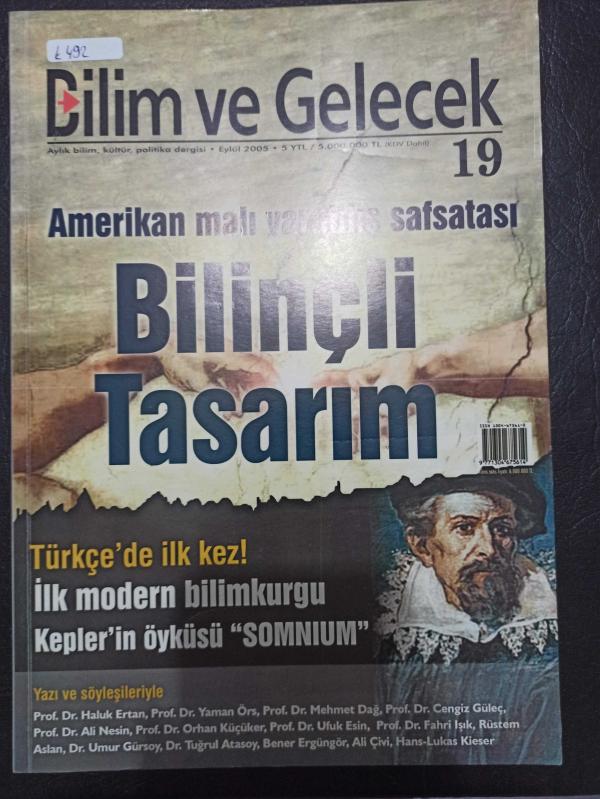 ₺ 492
Bilim ve Gelecek
Aylık bilim, kültür, politika dergisi • Eylül 2005 • 5 YTL / 5.000.000 TL (KDV Dahil)
19
Amerikan malı yaratılış safsatası
Bilinçli
Tasarım
Türkçe'de ilk kez!
İlk modern bilimkurgu
Kepler'in öyküsü “SOMNIUM”
Yazı ve söyleşileriyle
Prof. Dr. Haluk Ertan, Prof. Dr. Yaman Örs, Prof. Dr. Mehmet Dağ, Prof. Dr. Cengiz Güleç,
Prof. Dr. Ali Nesin, Prof. Dr. Orhan Küçüker, Prof. Dr. Ufuk Esin, Prof. Dr. Fahri Işık, Rüstem
Aslan, Dr. Umur Gürsoy, Dr. Tuğrul Atasoy, Bener Ergüngör, Ali Çivi, Hans-Lukas Kieser